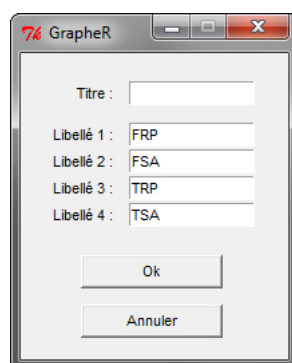 GrapheR
Titre :
Libellé 1 : FRP
Libellé 2 : FSA
Libellé 3 : TRP
Libellé 4 : TSA
Ok
Annuler